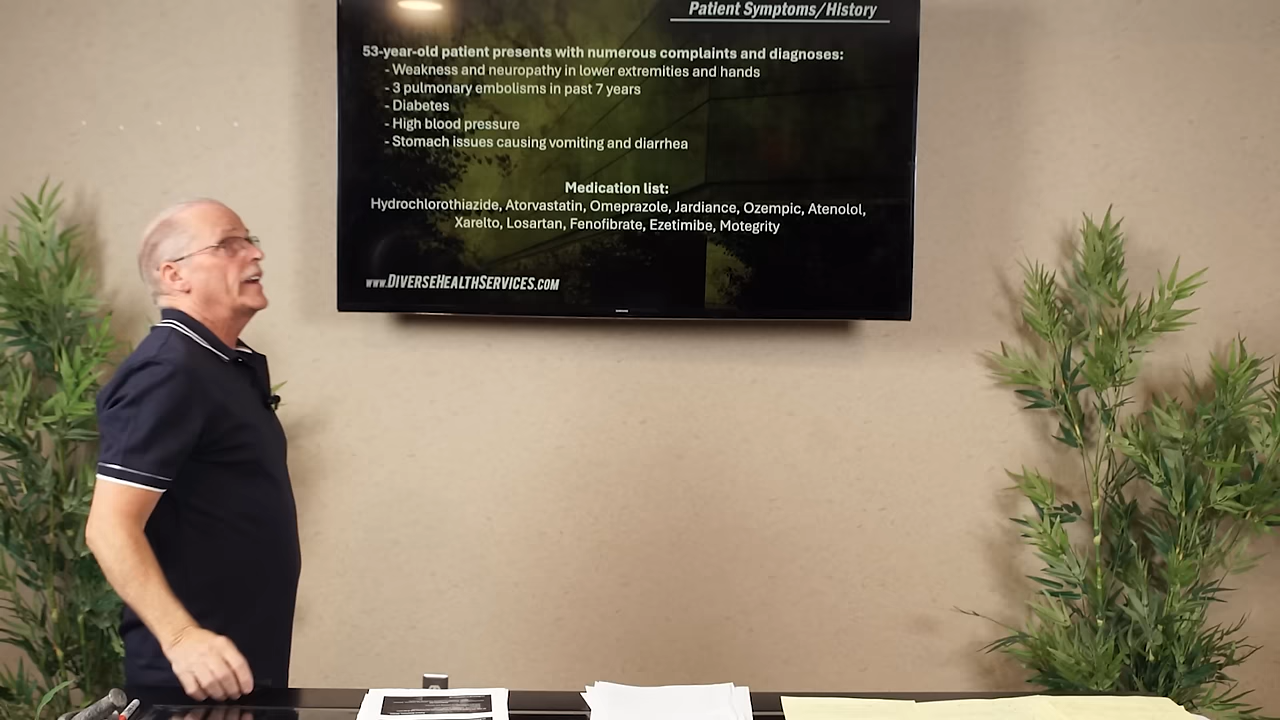 Patient Symptoms/History
53-year-old patient presents with numerous complaints and diagnoses:
- Weakness and neuropathy in lower extremities and hands
- 3 pulmonary embolisms in past 7 years
- Diabetes
- High blood pressure
- Stomach issues causing vomiting and diarrhea
Medication list:
Hydrochlorothiazide, Atorvastatin, Omeprazole, Jardiance, Ozempic, Atenolol,
Xarelto, Losartan, Fenofibrate, Ezetimibe, Motegrity
www.DiverseHealthServices.com
SAMSUNG